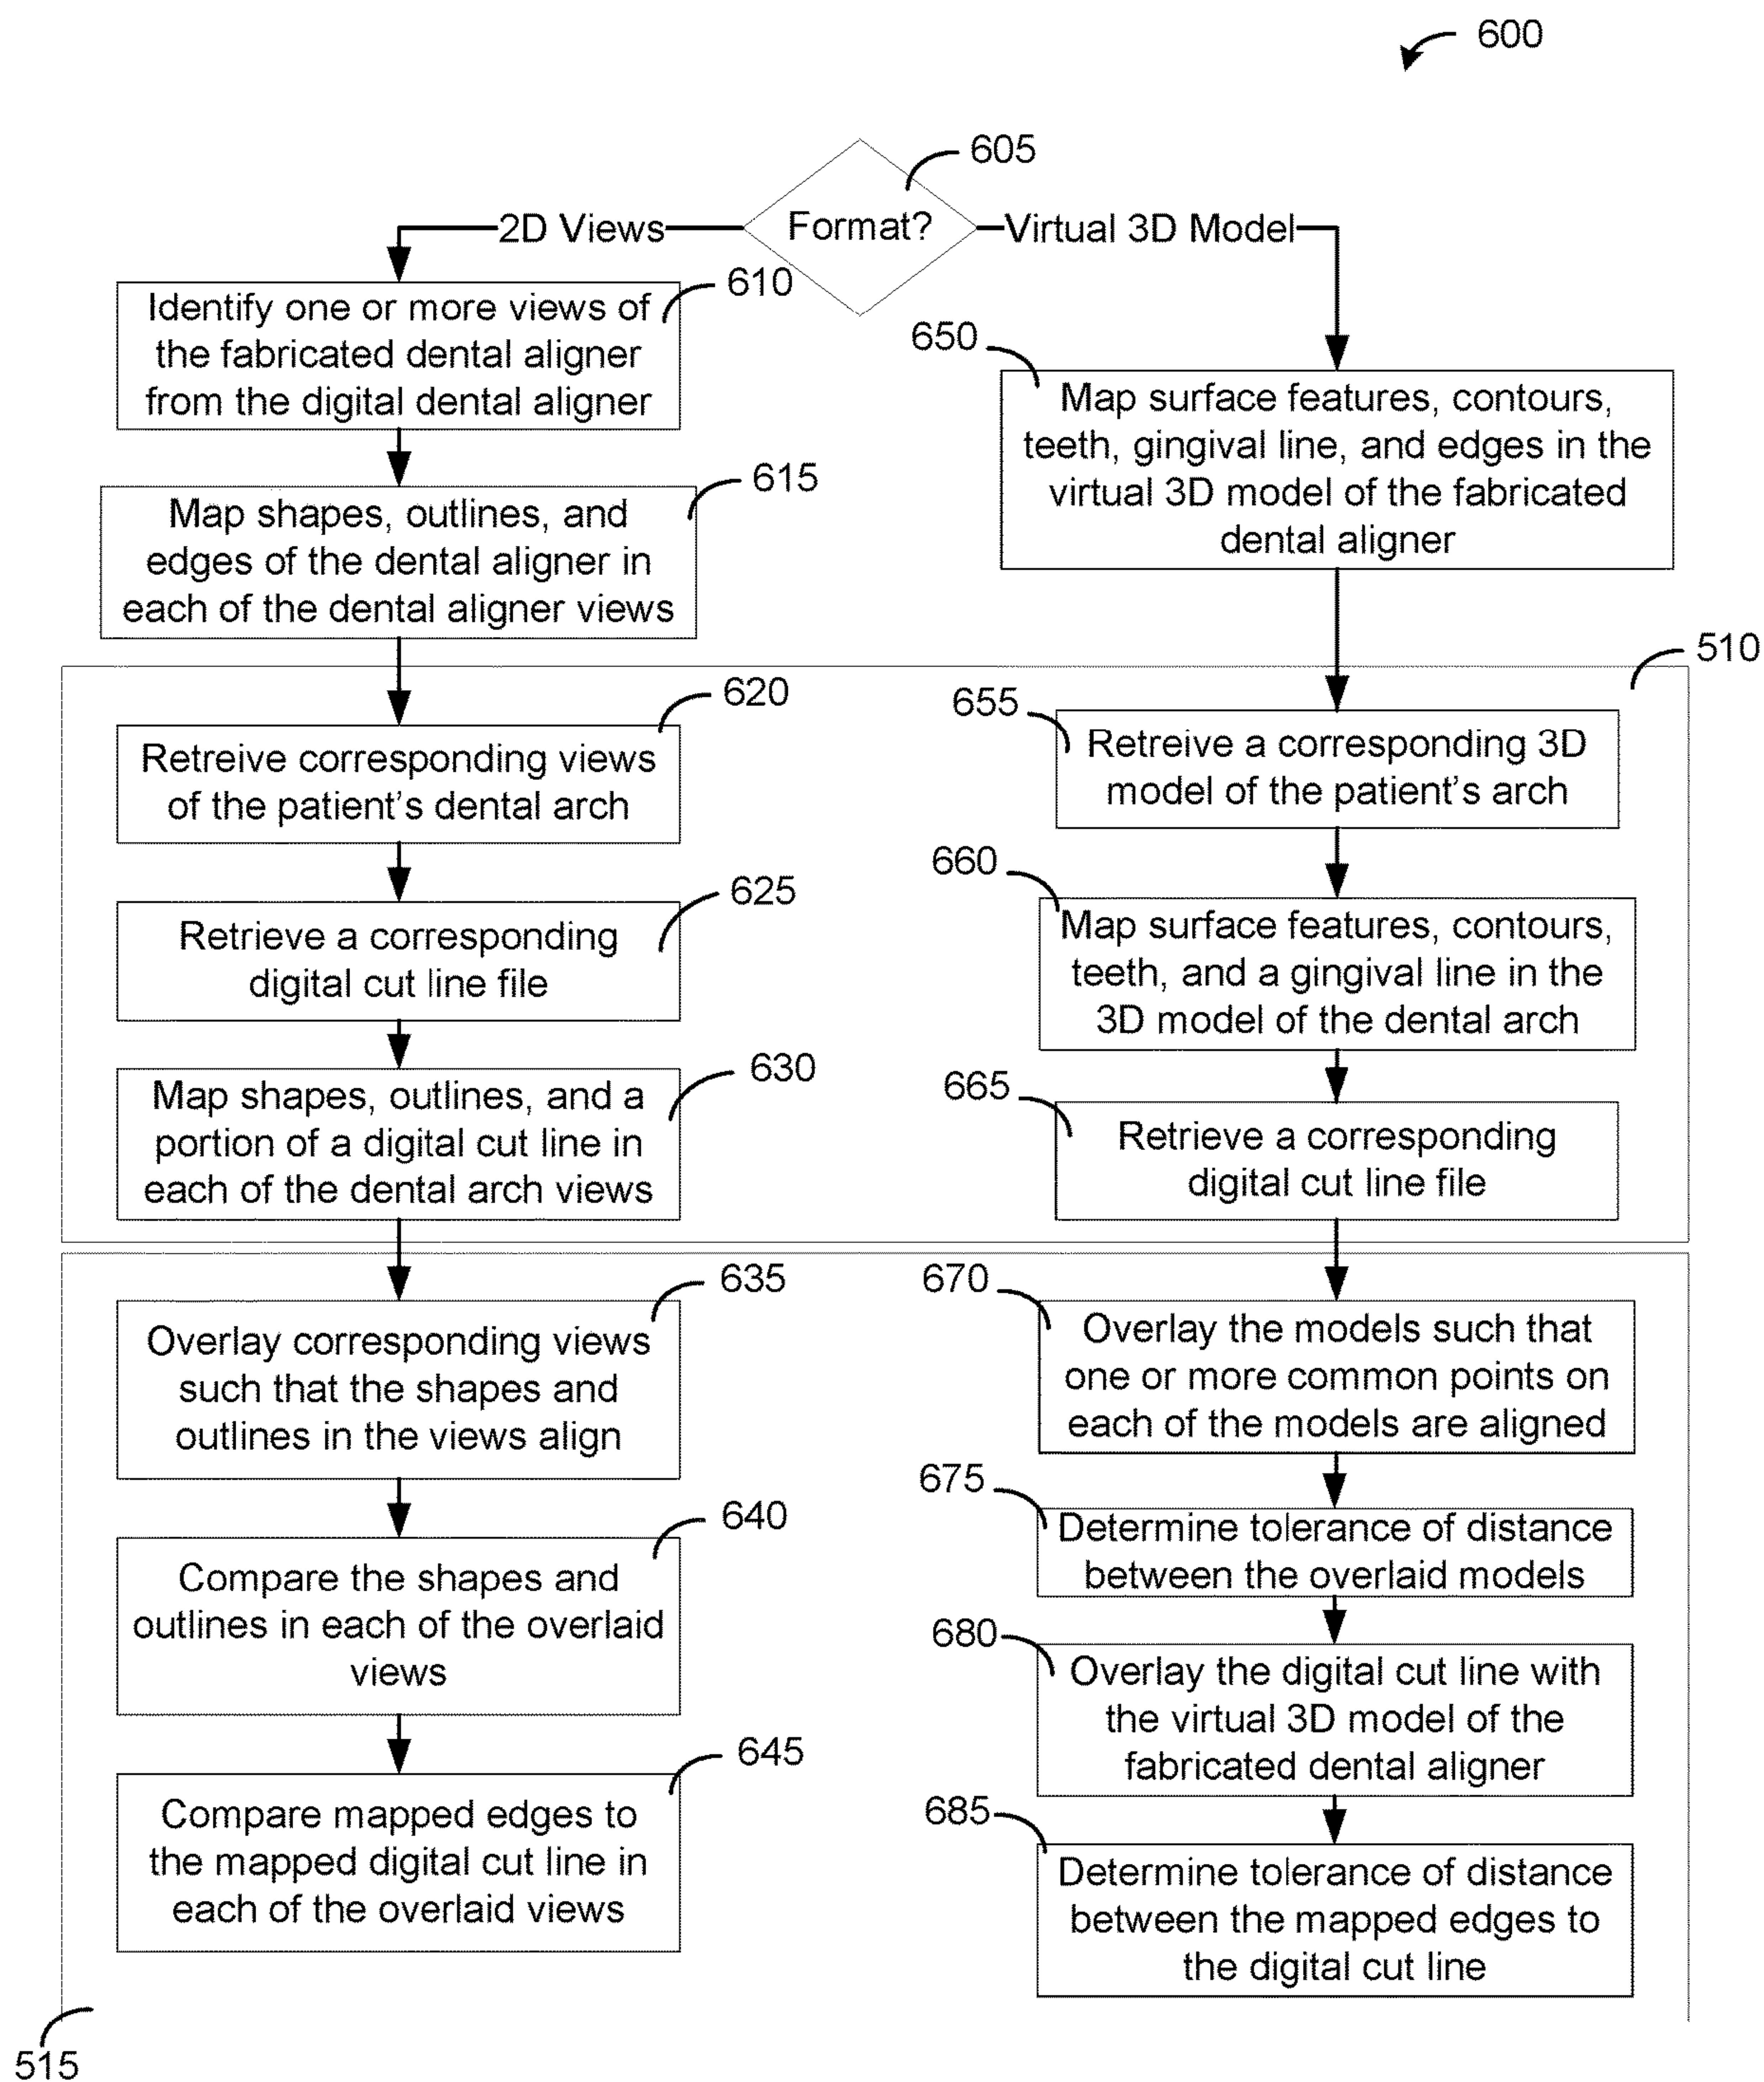 600
605
Format?
2D Views
Virtual 3D Model
610
Identify one or more views of
the fabricated dental aligner
from the digital dental aligner
615
Map shapes, outlines, and
edges of the dental aligner in
each of the dental aligner views
620
Retreive corresponding views
of the patient's dental arch
625
Retrieve a corresponding
digital cut line file
630
Map shapes, outlines, and a
portion of a digital cut line in
each of the dental arch views
635
Overlay corresponding views
such that the shapes and
outlines in the views align
640
Compare the shapes and
outlines in each of the overlaid
views
645
Compare mapped edges to
the mapped digital cut line in
each of the overlaid views
515
650
Map surface features, contours,
teeth, gingival line, and edges in the
virtual 3D model of the fabricated
dental aligner
510
655
Retreive a corresponding 3D
model of the patient's arch
660
Map surface features, contours,
teeth, and a gingival line in the
3D model of the dental arch
665
Retrieve a corresponding
digital cut line file
670
Overlay the models such that
one or more common points on
each of the models are aligned
675
Determine tolerance of distance
between the overlaid models
680
Overlay the digital cut line with
the virtual 3D model of the
fabricated dental aligner
685
Determine tolerance of distance
between the mapped edges to
the digital cut line